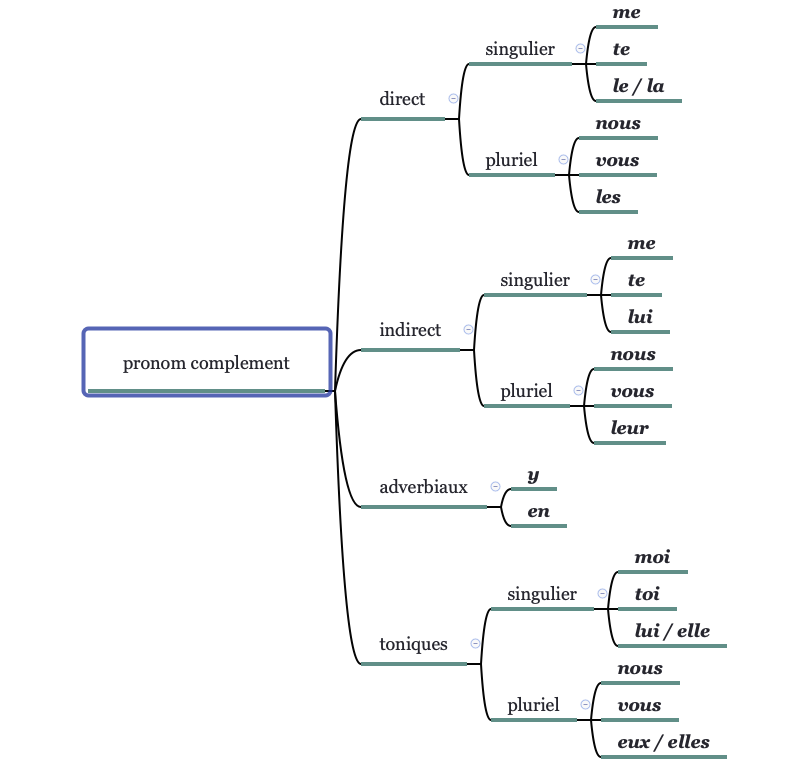 pronom complement
direct
singulier
me
te
le / la
pluriel
nous
vous
les
indirect
singulier
me
te
lui
pluriel
nous
vous
leur
adverbiaux
y
en
toniques
singulier
moi
toi
lui / elle
pluriel
nous
vous
eux / elles